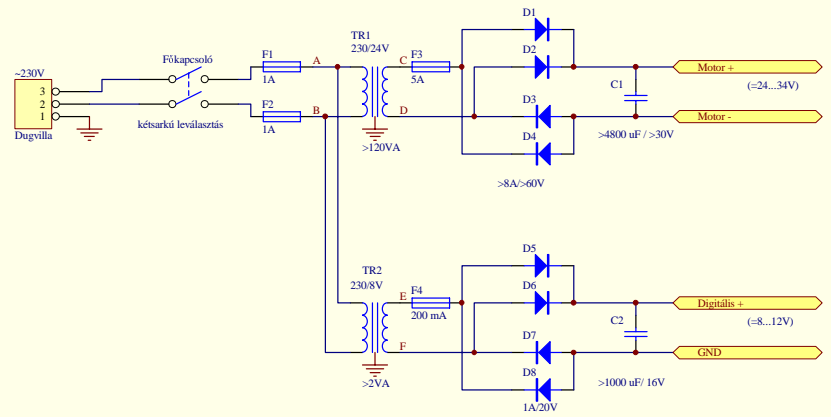 ~230V
3
2
1
Dugvilla
Főkapcsoló
kétsarkú leválasztás
F1
1A
F2
1A
A
B
TR1
230/24V
>120VA
C
D
F3
5A
D1
D2
D3
D4
>8A/>60V
C1
>4800 uF / >30V
Motor +
(=24...34V)
Motor -
TR2
230/8V
>2VA
E
F
F4
200 mA
D5
D6
D7
D8
1A/20V
C2
>1000 uF/ 16V
Digitális +
(=8...12V)
GND